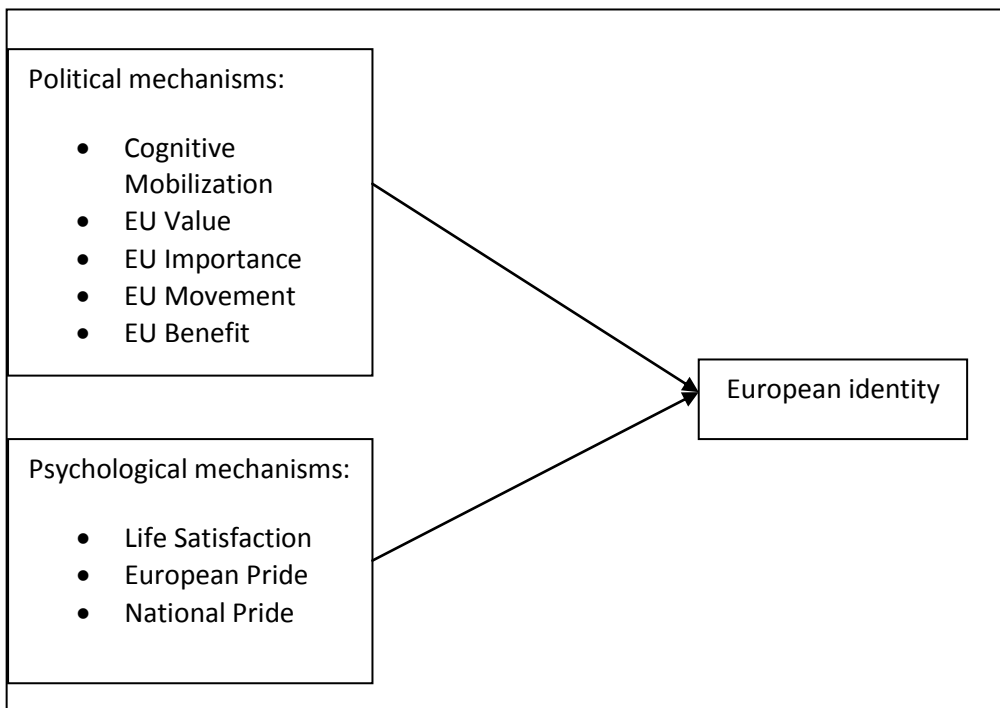 Political mechanisms:
• Cognitive
Mobilization
• EU Value
• EU Importance
• EU Movement
• EU Benefit
European identity
Psychological mechanisms:
• Life Satisfaction
• European Pride
• National Pride